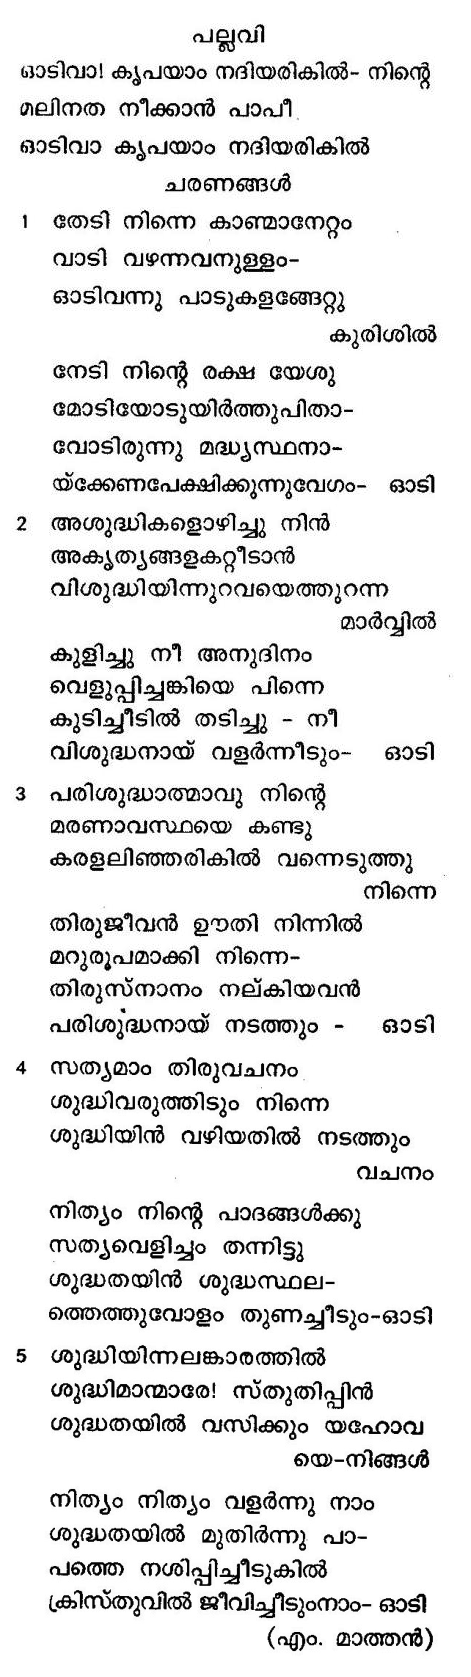 പല്ലവി
ഓടിവാ! കൃപയാം നദിയരികിൽ- നിന്റെ
മലിനത നീക്കാൻ പാപീ
ഓടിവാ കൃപയാം നദിയരികിൽ
ചരണങ്ങൾ
1 തേടി നിന്നെ കാണ്മാനേറ്റം
വാടി വഴന്നവനുള്ളം-
ഓടിവന്നു പാടുകളങ്ങേറ്റു
കുരിശിൽ
നേടി നിന്റെ രക്ഷ യേശു
മോടിയോടുയിർത്തുപിതാ-
വോടിരുന്നു മദ്ധ്യസ്ഥനാ-
യ്ക്കേണപേക്ഷിക്കുന്നുവേഗം- ഓടി
2 അശുദ്ധികളൊഴിച്ചു നിൻ
അകൃത്യങ്ങളകറ്റീടാൻ
വിശുദ്ധിയിന്നുറവയെത്തുറന്ന
മാർവ്വിൽ
കുളിച്ചു നീ അനുദിനം
വെളുപ്പിച്ചങ്കിയെ പിന്നെ
കുടിച്ചീടിൽ തടിച്ചു - നീ
വിശുദ്ധനായ് വളർന്നീടും- ഓടി
3 പരിശുദ്ധാത്മാവു നിന്റെ
മരണാവസ്ഥയെ കണ്ടു
കരളലിഞ്ഞരികിൽ വന്നെടുത്തു
നിന്നെ
തിരുജീവൻ ഊതി നിന്നിൽ
മറുരൂപമാക്കി നിന്നെ-
തിരുസ്നാനം നല്കിയവൻ
പരിശുദ്ധനായ് നടത്തും - ഓടി
4 സത്യമാം തിരുവചനം
ശുദ്ധിവരുത്തിടും നിന്നെ
ശുദ്ധിയിൻ വഴിയതിൽ നടത്തും
വചനം
നിത്യം നിന്റെ പാദങ്ങൾക്കു
സത്യവെളിച്ചം തന്നിട്ടു
ശുദ്ധതയിൻ ശുദ്ധസ്ഥല-
ത്തെത്തുവോളം തുണച്ചീടും-ഓടി
5 ശുദ്ധിയിന്നലങ്കാരത്തിൽ
ശുദ്ധിമാന്മാരേ! സ്തുതിപ്പിൻ
ശുദ്ധതയിൽ വസിക്കും യഹോവ
യെ-നിങ്ങൾ
നിത്യം നിത്യം വളർന്നു നാം
ശുദ്ധതയിൽ മുതിർന്നു പാ-
പത്തെ നശിപ്പിച്ചീടുകിൽ
ക്രിസ്തുവിൽ ജീവിച്ചീടുംനാം- ഓടി
(എം. മാത്തൻ)